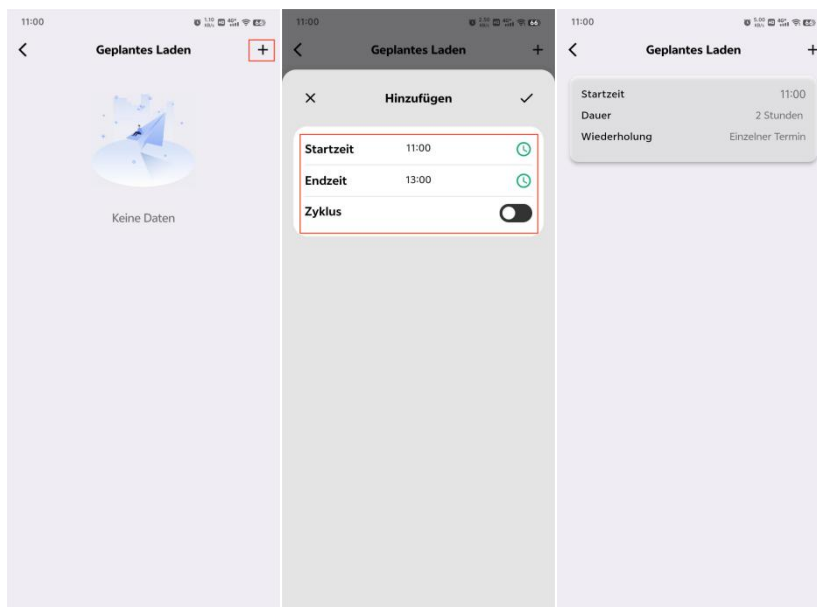 11:00
Geplantes Laden
Keine Daten
11:00
Geplantes Laden
Hinzufügen
Startzeit 11:00
Endzeit 13:00
Zyklus
11:00
Geplantes Laden
Startzeit 11:00
Dauer 2 Stunden
Wiederholung Einzelner Termin